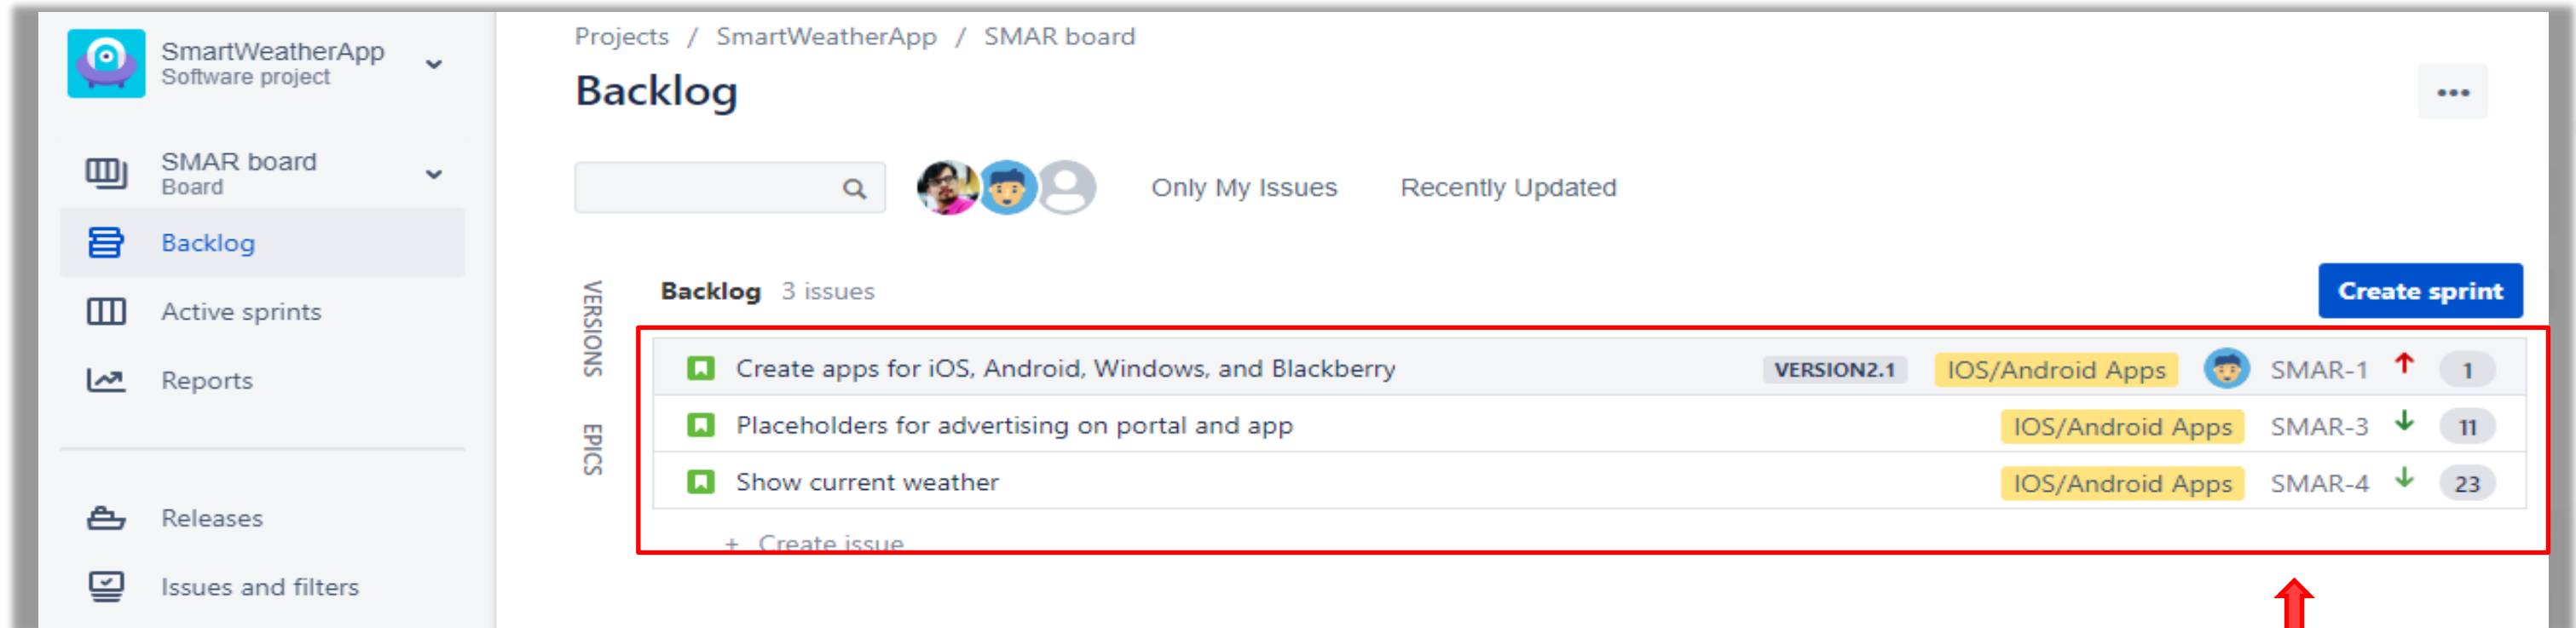 SmartWeatherApp
Software project
SMAR board
Board
Backlog
Active sprints
Reports
Releases
Issues and filters
Projects / SmartWeatherApp / SMAR board
Backlog
Only My Issues Recently Updated
VERSIONS
EPICS
Backlog 3 issues
Create sprint
Create apps for iOS, Android, Windows, and Blackberry VERSION2.1 IOS/Android Apps SMAR-1 1
Placeholders for advertising on portal and app IOS/Android Apps SMAR-3 11
Show current weather IOS/Android Apps SMAR-4 23
+ Create issue